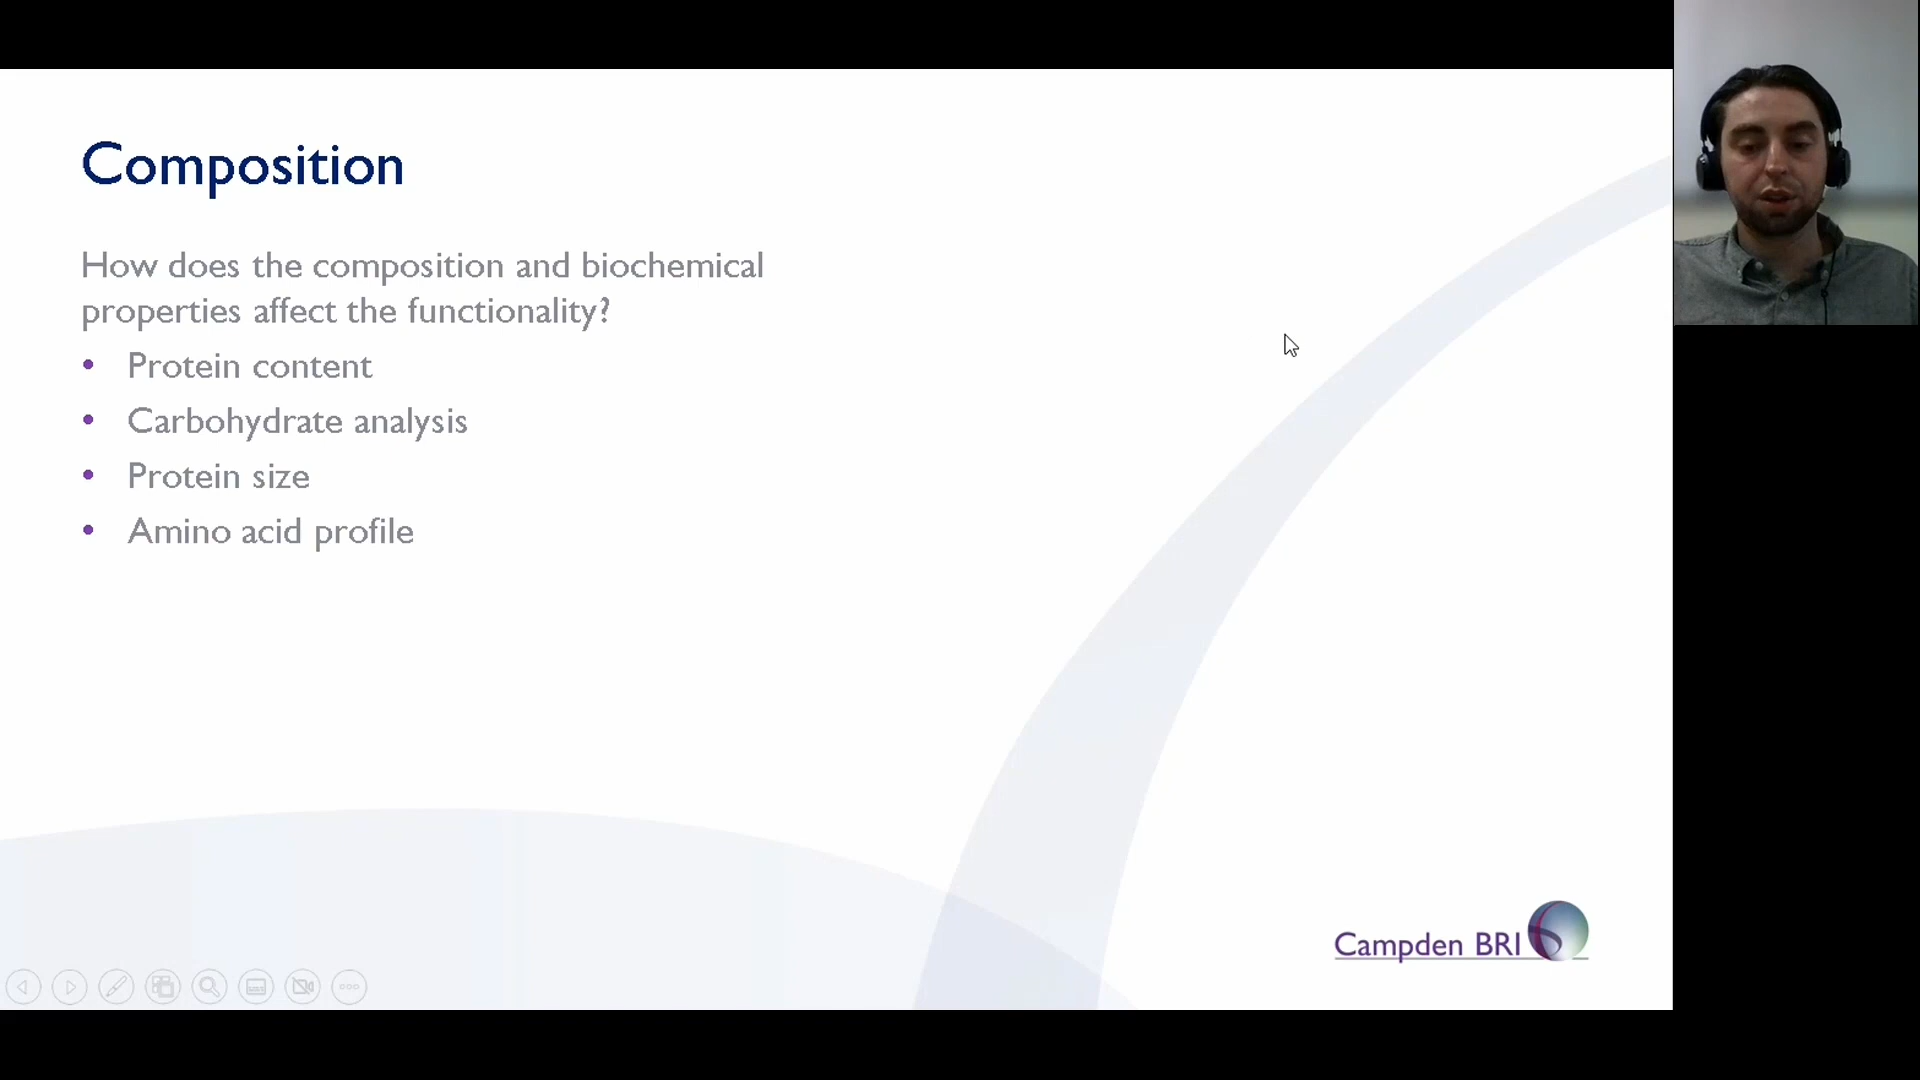 Composition
How does the composition and biochemical
properties affect the functionality?
• Protein content
• Carbohydrate analysis
• Protein size
• Amino acid profile
Campden BRI